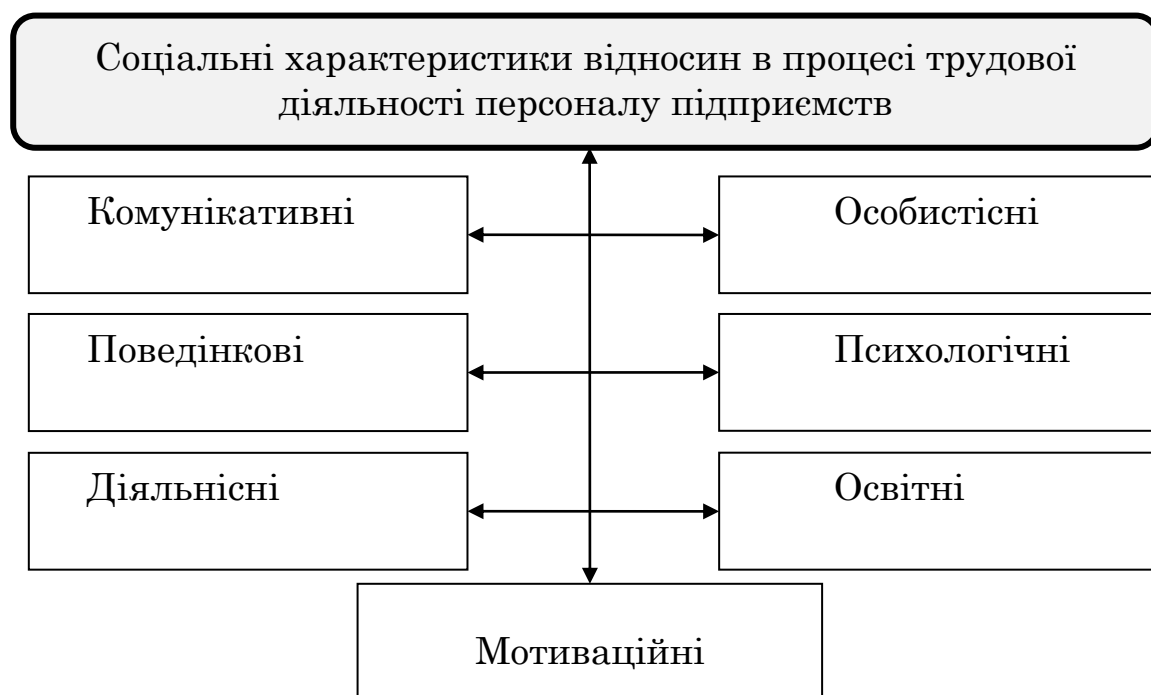 Соціальні характеристики відносин в процесі трудової
діяльності персоналу підприємств
Комунікативні
Особистісні
Поведінкові
Психологічні
Діяльнісні
Освітні
Мотиваційні